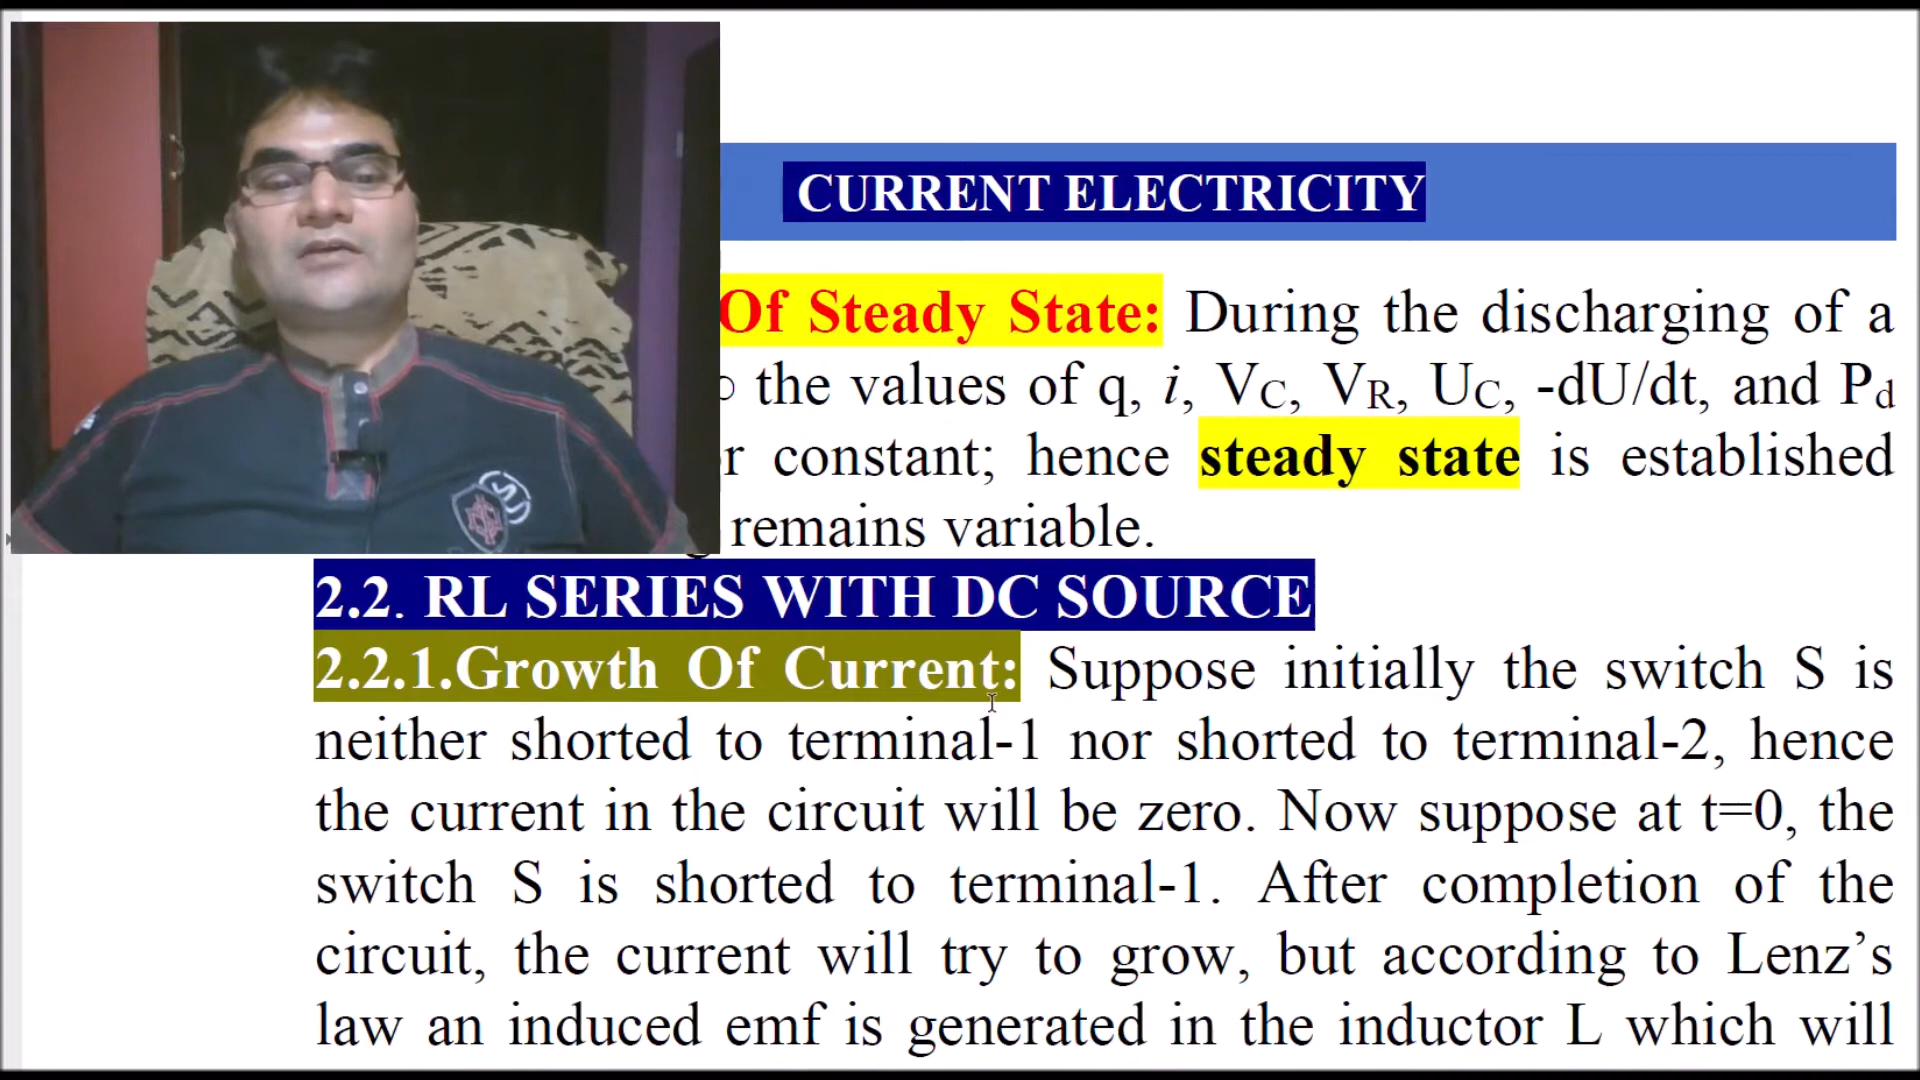 CURRENT ELECTRICITY
Of Steady State: During the discharging of a
the values of q, i, VC, VR, UC, -dU/dt, and Pd
constant; hence steady state is established
remains variable.
2.2. RL SERIES WITH DC SOURCE
2.2.1.Growth Of Current: Suppose initially the switch S is
neither shorted to terminal-1 nor shorted to terminal-2, hence
the current in the circuit will be zero. Now suppose at t=0, the
switch S is shorted to terminal-1. After completion of the
circuit, the current will try to grow, but according to Lenz’s
law an induced emf is generated in the inductor L which will